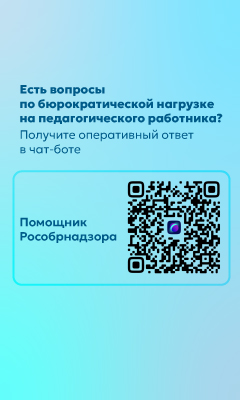 Есть вопросы
по бюрократической нагрузке
на педагогического работника?
Получите оперативный ответ
в чат-боте
Помощник
Рособрнадзора